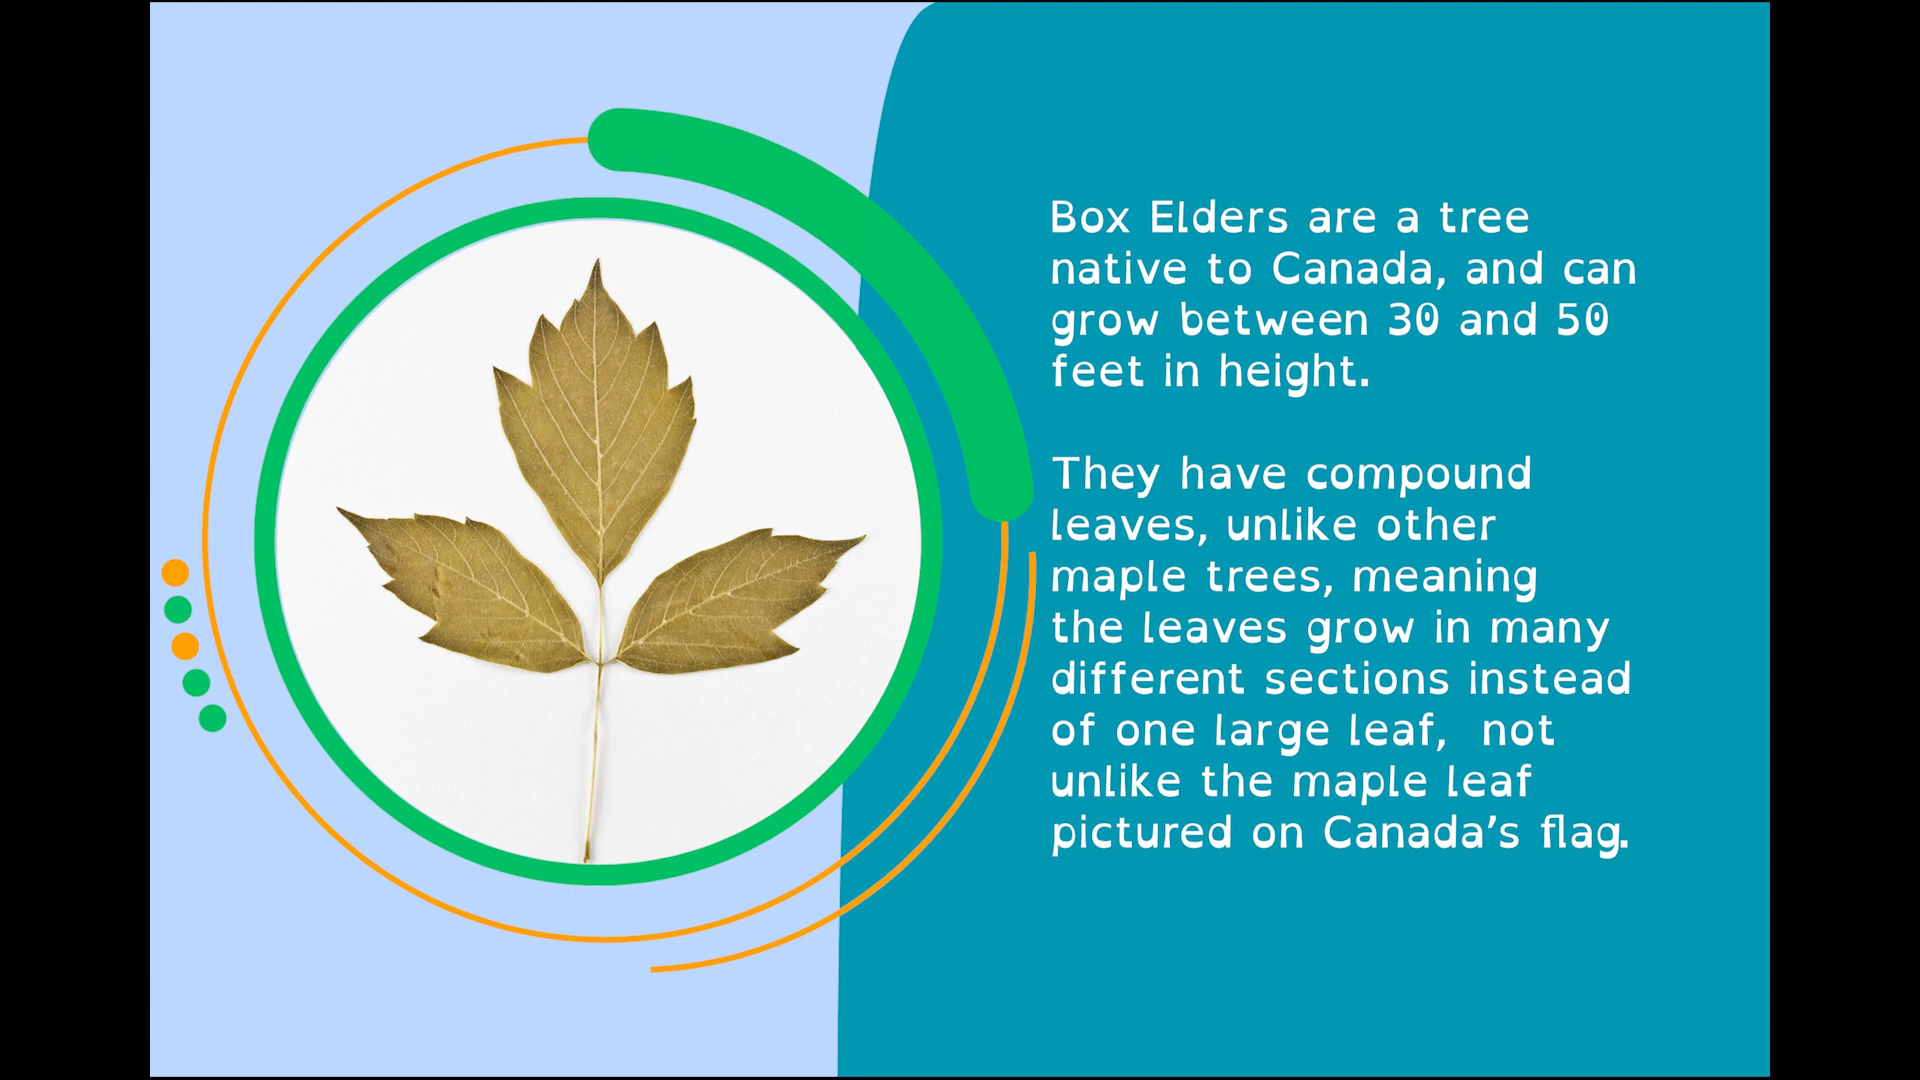 Box Elders are a tree
native to Canada, and can
grow between 30 and 50
feet in height.
They have compound
leaves, unlike other
maple trees, meaning
the leaves grow in many
different sections instead
of one large leaf,  not
unlike the maple leaf
pictured on Canada’s flag.